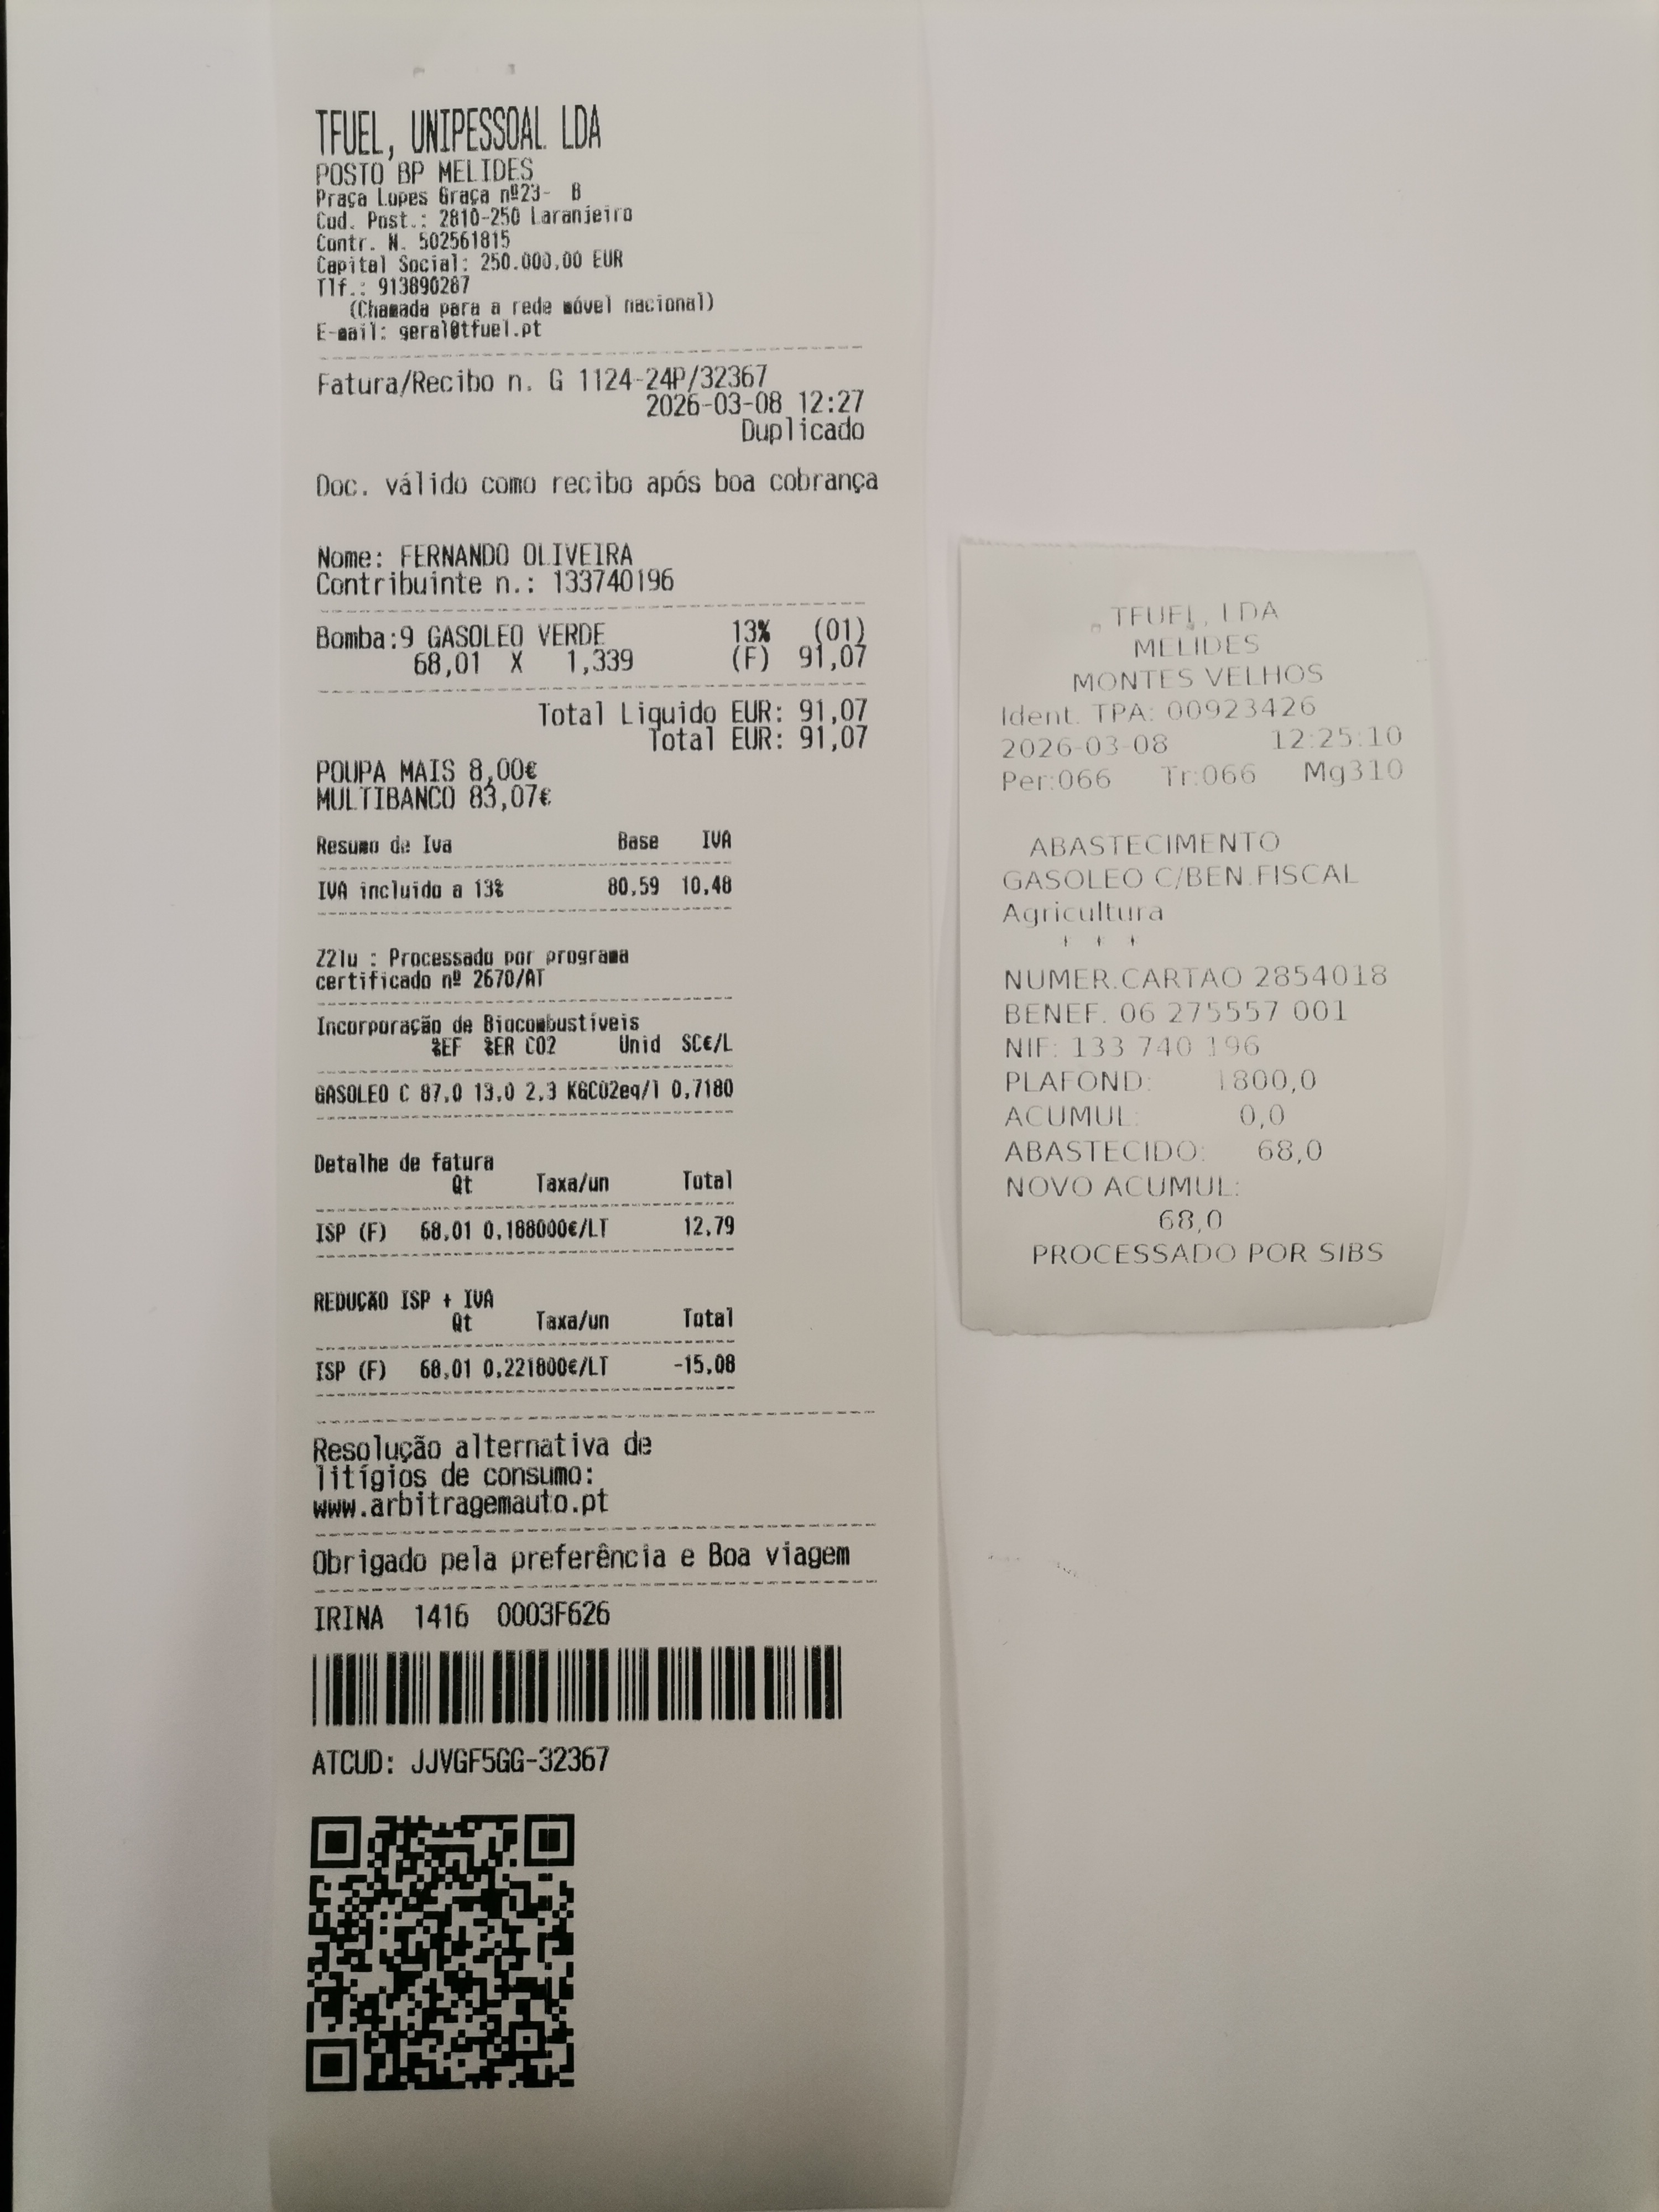 TFUEL, UNIPESSOAL LDA
POSTO BP MELIDES
Praça Lopes Graça nº23- B
Cod. Post.: 2810-250 Laranjeiro
Contr. N. 502561815
Capital Social: 250.000,00 EUR
Tlf.: 913890287
(Chamada para a rede móvel nacional)
E-mail: geral@tfuel.pt
Fatura/Recibo n. G 1124-24P/32367
2026-03-08 12:27
Duplicado
Doc. válido como recibo após boa cobrança
Nome: FERNANDO OLIVEIRA
Contribuinte n.: 133740196
Bomba:9 GASOLEO VERDE 13% (01)
68,01 X 1,339 (F) 91,07
Total Liquido EUR: 91,07
Total EUR: 91,07
POUPA MAIS 8,00€
MULTIBANCO 83,07€
Resumo de Iva Base IVA
IVA incluido a 13% 80,59 10,48
Z2lu : Processado por programa
certificado nº 2670/AT
Incorporação de Biocombustíveis
%EF %ER CO2 Unid SC€/L
GASOLEO C 87,0 13,0 2,3 KGCO2eq/l 0,7180
Detalhe de fatura
Qt Taxa/un Total
ISP (F) 68,01 0,188000€/LT 12,79
REDUÇÃO ISP + IVA
Qt Taxa/un Total
ISP (F) 68,01 0,221800€/LT -15,08
Resolução alternativa de
litígios de consumo:
www.arbitragemauto.pt
Obrigado pela preferência e Boa viagem
IRINA 1416 0003F626
ATCUD: JJVGF5GG-32367
TFUEL, LDA
MELIDES
MONTES VELHOS
Ident. TPA: 00923426
2026-03-08 12:25:10
Per:066 Tr:066 Mg310
ABASTECIMENTO
GASOLEO C/BEN.FISCAL
Agricultura
+ + +
NUMER.CARTAO 2854018
BENEF. 06 275557 001
NIF: 133 740 196
PLAFOND: 1800,0
ACUMUL: 0,0
ABASTECIDO: 68,0
NOVO ACUMUL:
68,0
PROCESSADO POR SIBS